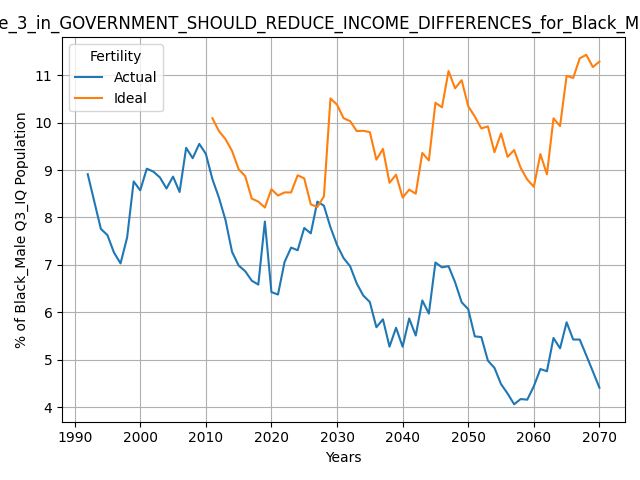 e_3_in_GOVERNMENT_SHOULD_REDUCE_INCOME_DIFFERENCES_for_Black_M
Fertility
Actual
Ideal
% of Black_Male Q3_IQ Population
11
10
9
8
7
6
5
4
1990 2000 2010 2020 2030 2040 2050 2060 2070
Years